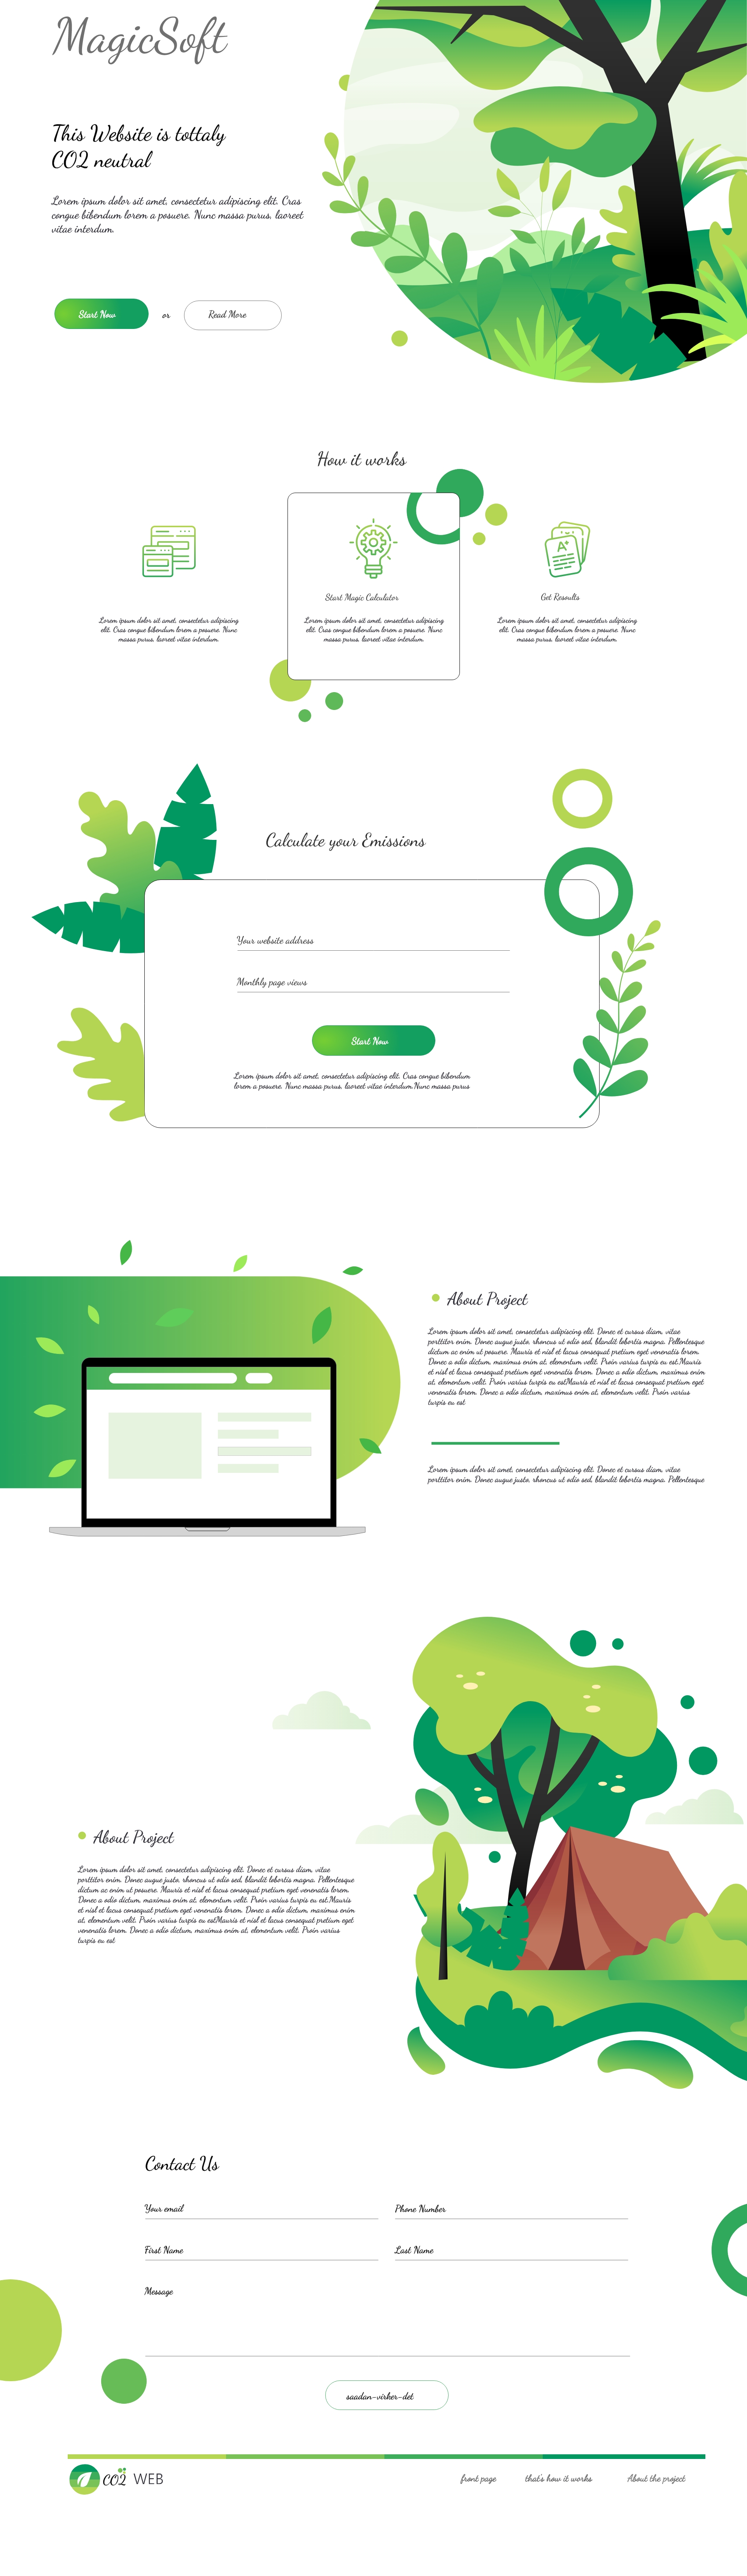 MagicSoft
This Website is tottaly
CO2 neutral
Lorem ipsum dolor sit amet, consectetur adipiscing elit. Cras
congue bibendum lorem a posuere. Nunc massa purus, laoreet
vitae interdum.
Start Now
or
Read More
How it works
Lorem ipsum dolor sit amet, consectetur adipiscing
elit. Cras congue bibendum lorem a posuere. Nunc
massa purus, laoreet vitae interdum.
Start Magic Calculator
Lorem ipsum dolor sit amet, consectetur adipiscing
elit. Cras congue bibendum lorem a posuere. Nunc
massa purus, laoreet vitae interdum.
A+
Get Resoults
Lorem ipsum dolor sit amet, consectetur adipiscing
elit. Cras congue bibendum lorem a posuere. Nunc
massa purus, laoreet vitae interdum.
Calculate your Emissions
Your website address
Monthly page views
Start Now
Lorem ipsum dolor sit amet, consectetur adipiscing elit. Cras congue bibendum
lorem a posuere. Nunc massa purus, laoreet vitae interdum.Nunc massa purus
About Project
Lorem ipsum dolor sit amet, consectetur adipiscing elit. Donec et cursus diam, vitae
porttitor enim. Donec augue justo, rhoncus ut odio sed, blandit lobortis magna. Pellentesque
dictum ac enim ut posuere. Mauris et nisl et lacus consequat pretium eget venenatis lorem.
Donec a odio dictum, maximus enim at, elementum velit. Proin varius turpis eu estMauris
et nisl et lacus consequat pretium eget venenatis lorem. Donec a odio dictum, maximus enim
at, elementum velit. Proin varius turpis eu estMauris et nisl et lacus consequat pretium eget
venenatis lorem. Donec a odio dictum, maximus enim at, elementum velit. Proin varius
turpis eu est
Lorem ipsum dolor sit amet, consectetur adipiscing elit. Donec et cursus diam, vitae
porttitor enim. Donec augue justo, rhoncus ut odio sed, blandit lobortis magna. Pellentesque
About Project
Lorem ipsum dolor sit amet, consectetur adipiscing elit. Donec et cursus diam, vitae
porttitor enim. Donec augue justo, rhoncus ut odio sed, blandit lobortis magna. Pellentesque
dictum ac enim ut posuere. Mauris et nisl et lacus consequat pretium eget venenatis lorem.
Donec a odio dictum, maximus enim at, elementum velit. Proin varius turpis eu estMauris
et nisl et lacus consequat pretium eget venenatis lorem. Donec a odio dictum, maximus enim
at, elementum velit. Proin varius turpis eu estMauris et nisl et lacus consequat pretium eget
venenatis lorem. Donec a odio dictum, maximus enim at, elementum velit. Proin varius
turpis eu est
Contact Us
Your email
Phone Number
First Name
Last Name
Message
saadan-virker-det
CO2 WEB
front page
that's how it works
About the project